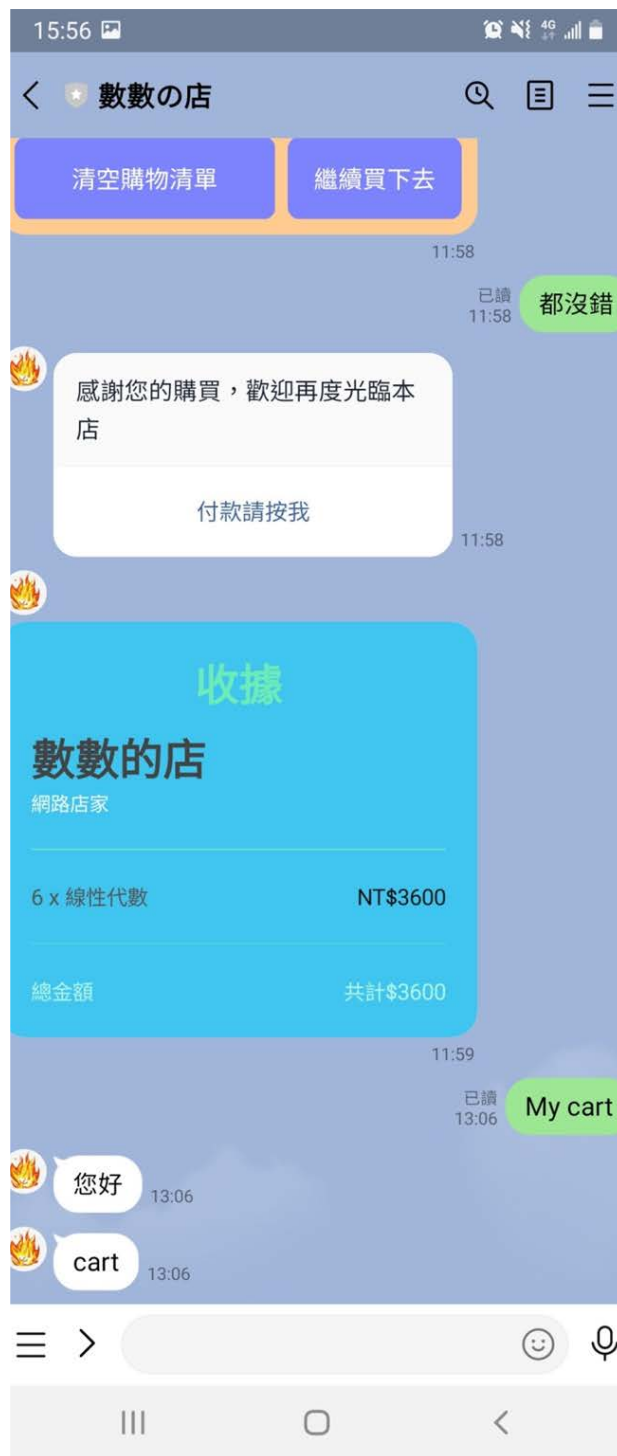 15:56
4G
數數の店
清空購物清單
繼續買下去
11:58
已讀
11:58
都沒錯
感謝您的購買，歡迎再度光臨本
店
付款請按我
11:58
收據
數數的店
網路店家
6 x 線性代數
NT$3600
總金額
共計$3600
11:59
已讀
13:06
My cart
您好
13:06
cart
13:06